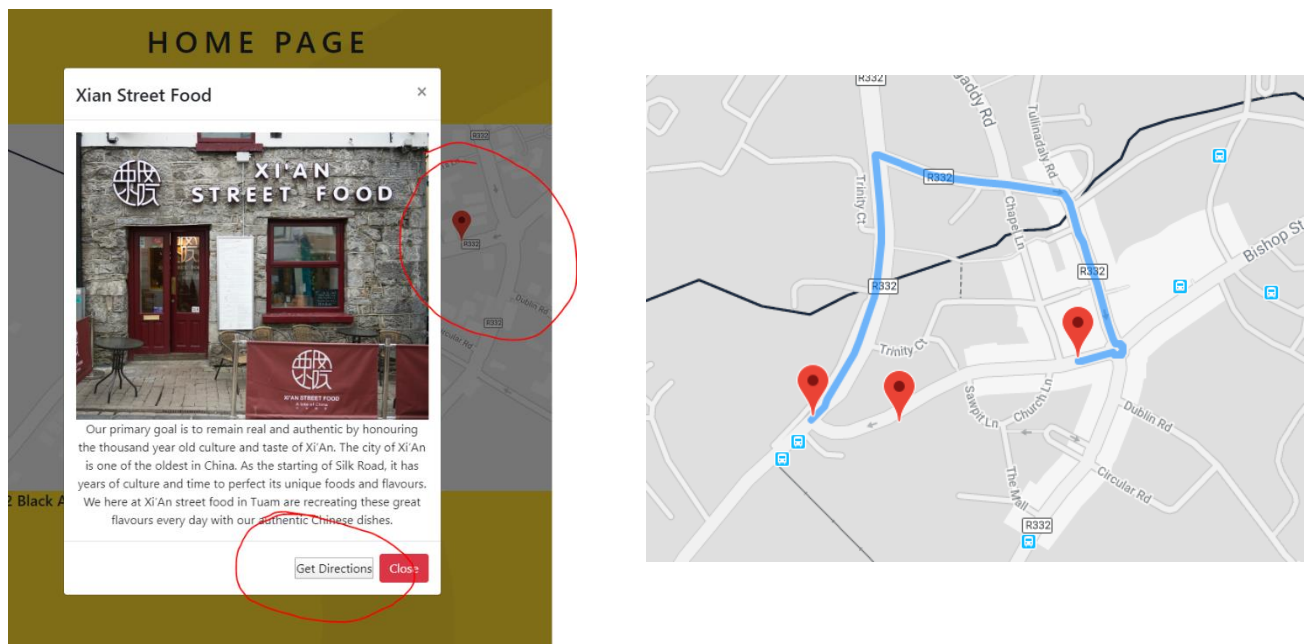 HOME PAGE
Xian Street Food
×
R332
XI'AN
STREET FOOD
R332
XI'AN STREET FOOD
Dublin Rd
R332
Circular Rd
Our primary goal is to remain real and authentic by honouring
the thousand year old culture and taste of Xi'An. The city of Xi'An
is one of the oldest in China. As the starting of Silk Road, it has
years of culture and time to perfect its unique foods and flavours.
We here at Xi'An street food in Tuam are recreating these great
flavours every day with our authentic Chinese dishes.
2 Black A
Get Directions
Close
R332
gaddy Rd
Tullinadaly Rd
Trinity Ct
R332
Chapel Ln
Bishop St
R332
R332
Trinity Ct
Sawpit Ln
Church Ln
Dublin Rd
The Mall
Circular Rd
R332